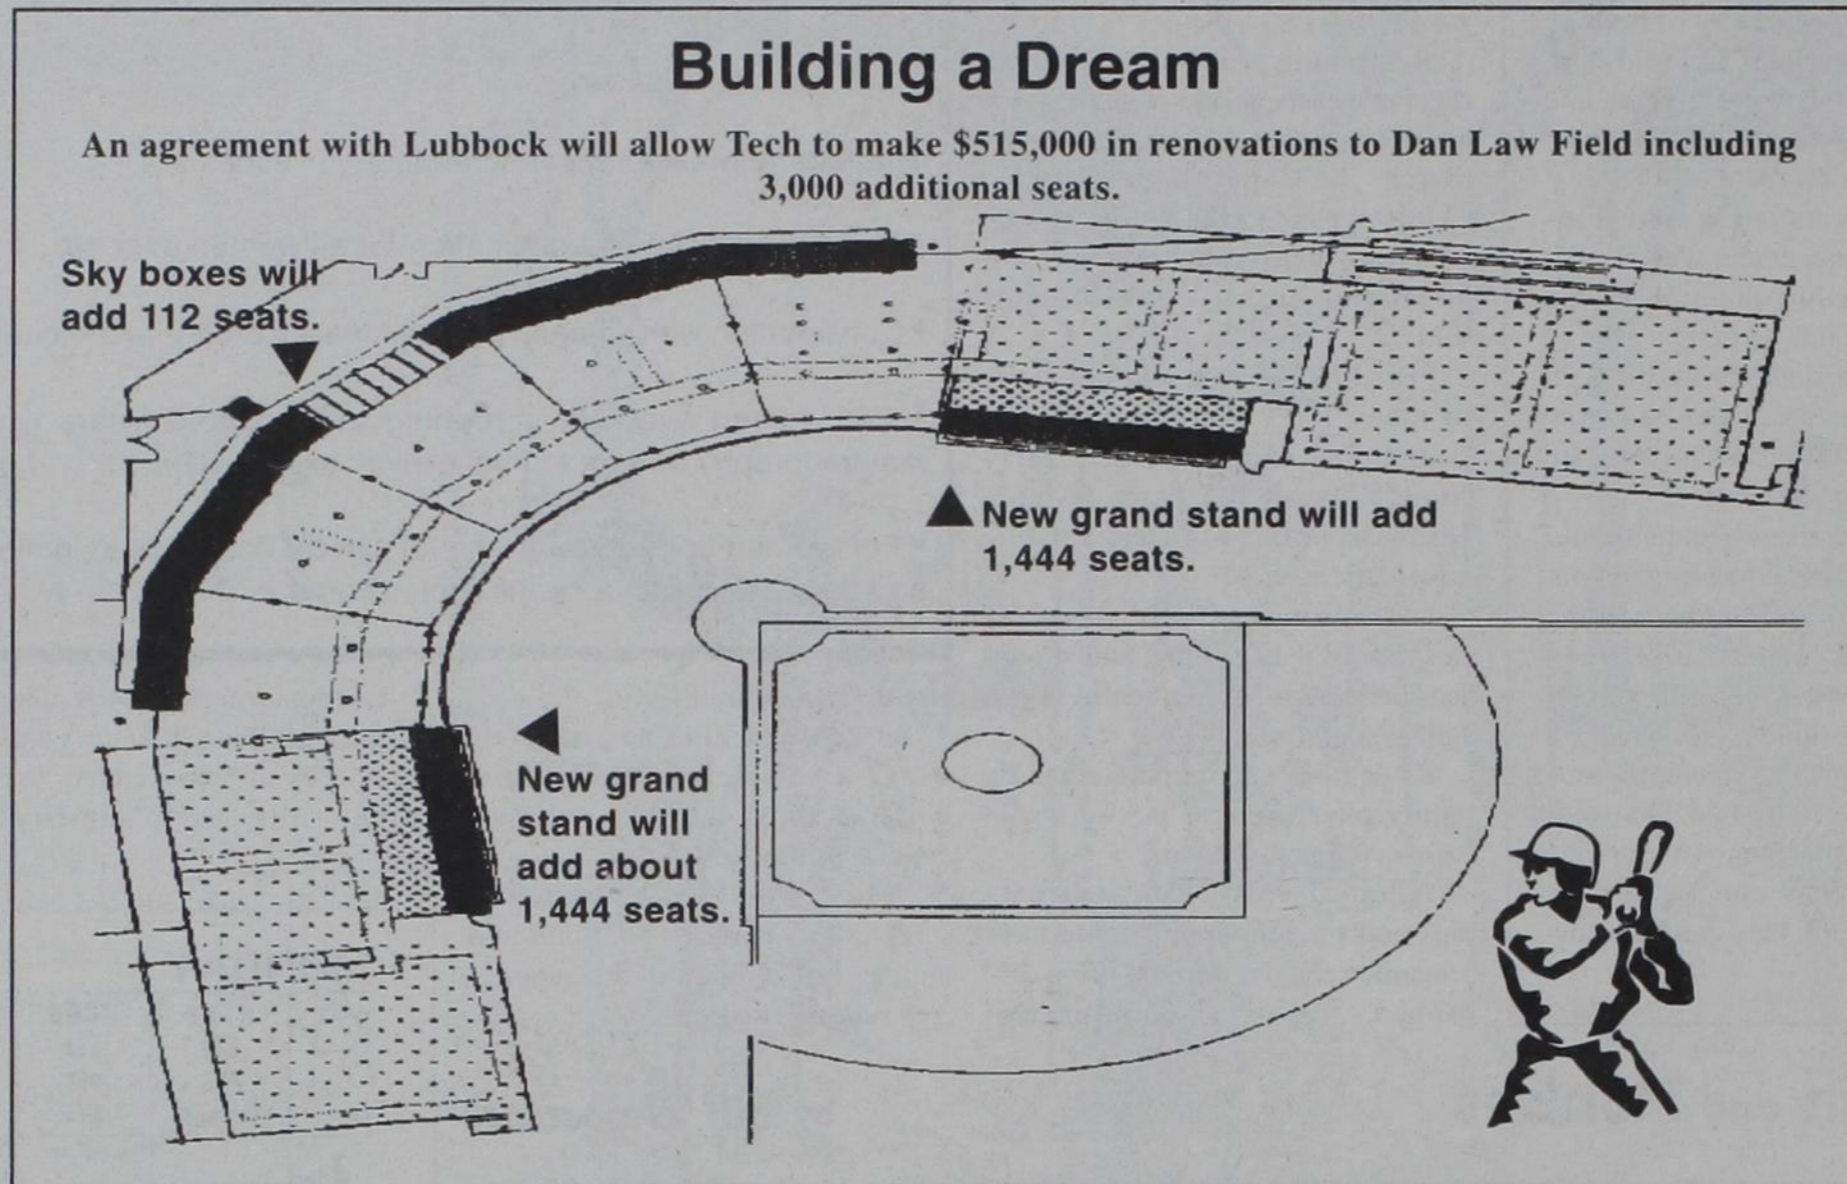 Building a Dream
An agreement with Lubbock will allow Tech to make $515,000 in renovations to Dan Law Field including
3,000 additional seats.
Sky boxes will
add 112 seats.
New grand stand will add
1,444 seats.
New grand
stand will
add about
1,444 seats.